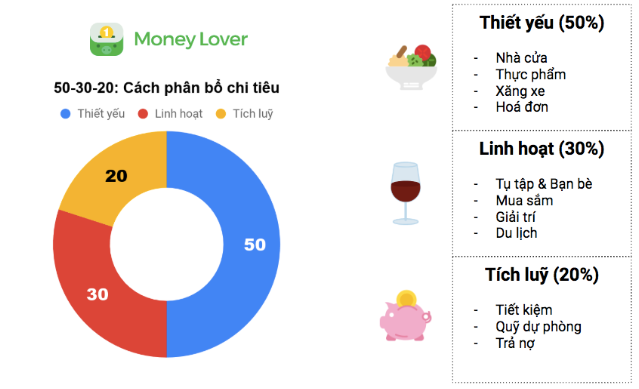 1
Money Lover
50-30-20: Cách phân bổ chi tiêu
Thiết yếu
Linh hoạt
Tích luỹ
20
50
30
Thiết yếu (50%)
- Nhà cửa
- Thực phẩm
- Xăng xe
- Hoá đơn
Linh hoạt (30%)
- Tụ tập & Bạn bè
- Mua sắm
- Giải trí
- Du lịch
Tích luỹ (20%)
- Tiết kiệm
- Quỹ dự phòng
- Trả nợ